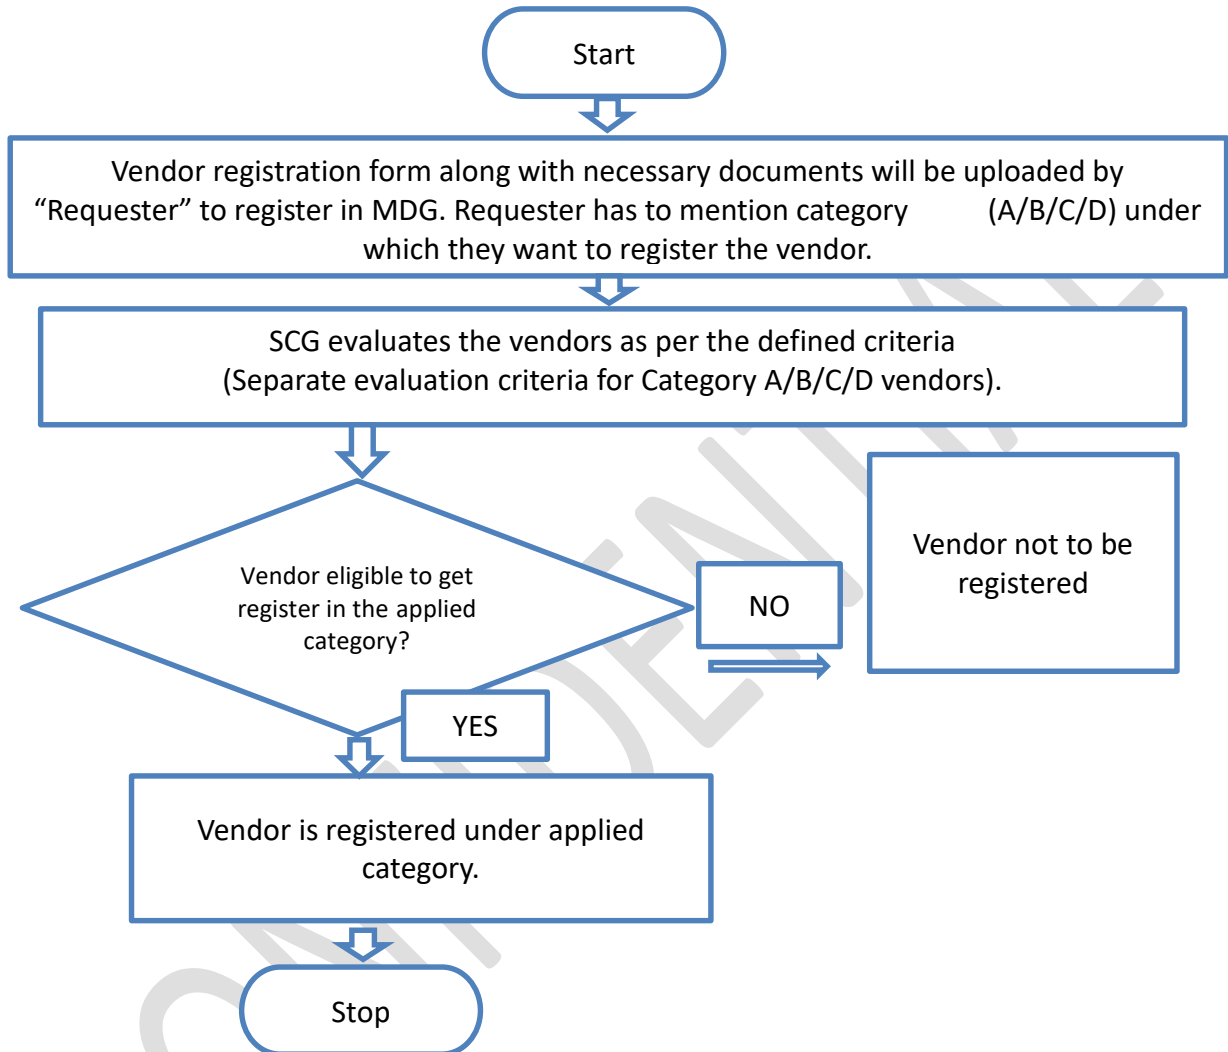 Start
Vendor registration form along with necessary documents will be uploaded by
“Requester” to register in MDG. Requester has to mention category (A/B/C/D) under
which they want to register the vendor.
SCG evaluates the vendors as per the defined criteria
(Separate evaluation criteria for Category A/B/C/D vendors).
Vendor eligible to get
register in the applied
category?
NO
Vendor not to be
registered
YES
Vendor is registered under applied
category.
Stop